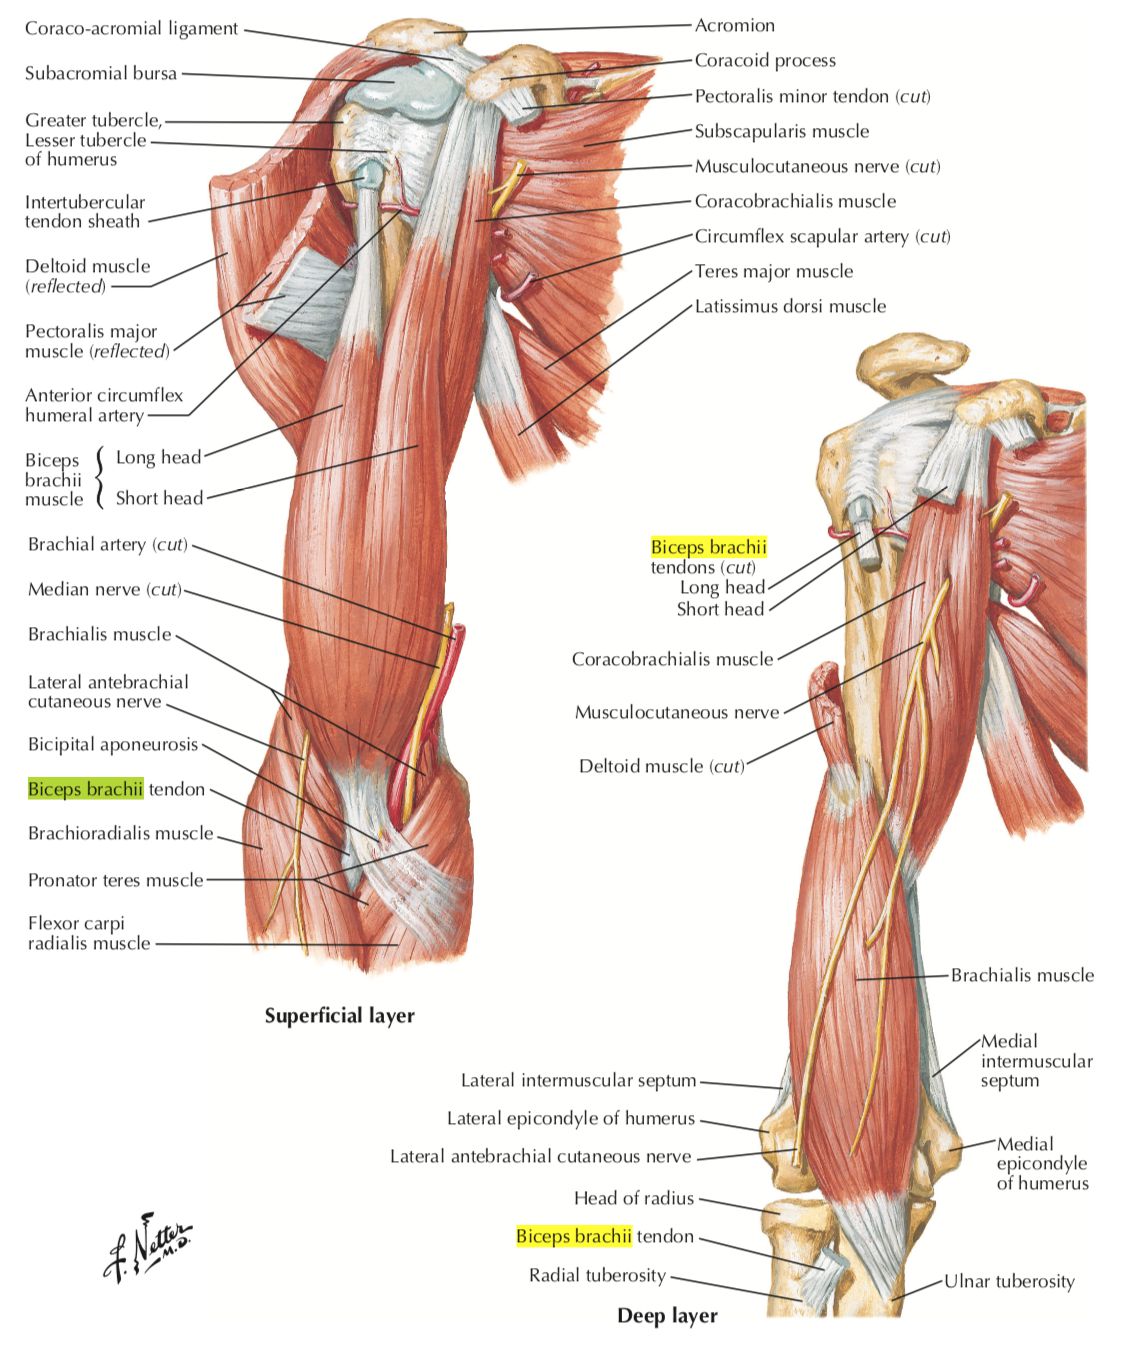 Coraco-acromial ligament
Subacromial bursa
Greater tubercle,
Lesser tubercle
of humerus
Intertubercular
tendon sheath
Deltoid muscle
(reflected)
Pectoralis major
muscle (reflected)
Anterior circumflex
humeral artery
Biceps
brachii
muscle
Long head
Short head
Brachial artery (cut)
Median nerve (cut)
Brachialis muscle
Lateral antebrachial
cutaneous nerve
Bicipital aponeurosis
Biceps brachii tendon
Brachioradialis muscle
Pronator teres muscle
Flexor carpi
radialis muscle
Acromion
Coracoid process
Pectoralis minor tendon (cut)
Subscapularis muscle
Musculocutaneous nerve (cut)
Coracobrachialis muscle
Circumflex scapular artery (cut)
Teres major muscle
Latissimus dorsi muscle
Superficial layer
Biceps brachii
tendons (cut)
Long head
Short head
Coracobrachialis muscle
Musculocutaneous nerve
Deltoid muscle (cut)
Brachialis muscle
Medial
intermuscular
septum
Lateral intermuscular septum
Lateral epicondyle of humerus
Lateral antebrachial cutaneous nerve
Medial
epicondyle
of humerus
Head of radius
Biceps brachii tendon
Radial tuberosity
Ulnar tuberosity
Deep layer
F. Netter
M.D.